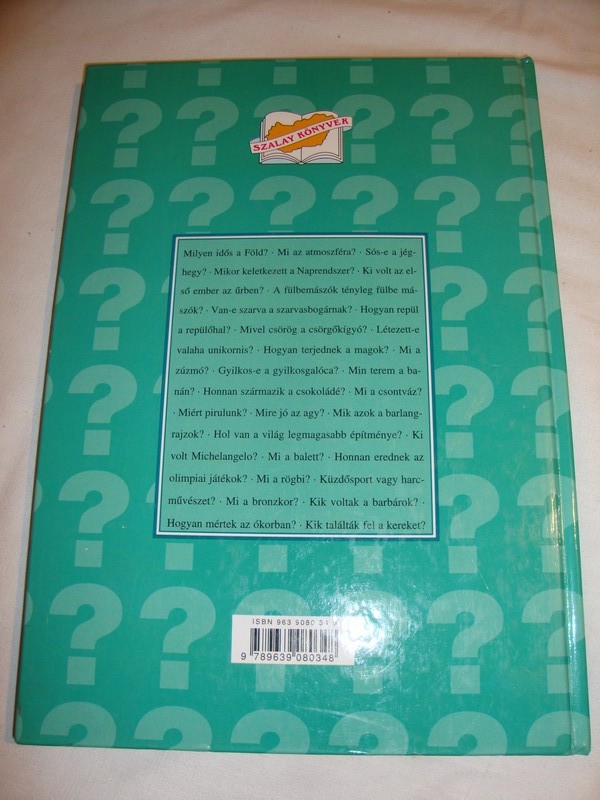 SZALAY KÖNYVEK
Milyen idős a Föld? · Mi az atmoszféra? · Sós-e a jég-
hegy? · Mikor keletkezett a Naprendszer? · Ki volt az el-
ső ember az űrben? · A fülbemászók tényleg fülbe má-
szók? · Van-e szarva a szarvasbogárnak? · Hogyan repül
a repülőhal? · Mivel csörög a csörgőkígyó? · Létezett-e
valaha unikornis? · Hogyan terjednek a magok? · Mi a
zúzmó? · Gyilkos-e a gyilkosgalóca? · Min terem a ba-
nán? · Honnan származik a csokoládé? · Mi a csontváz?
· Miért pirulunk? · Mire jó az agy? · Mik azok a barlang-
rajzok? · Hol van a világ legmagasabb építménye? · Ki
volt Michelangelo? · Mi a balett? · Honnan erednek az
olimpiai játékok? · Mi a rögbi? · Küzdősport vagy harc-
művészet? · Mi a bronzkor? · Kik voltak a barbárok? ·
Hogyan mértek az ókorban? · Kik találták fel a kereket?
ISBN 963 9080 34 9
9 789639 080348